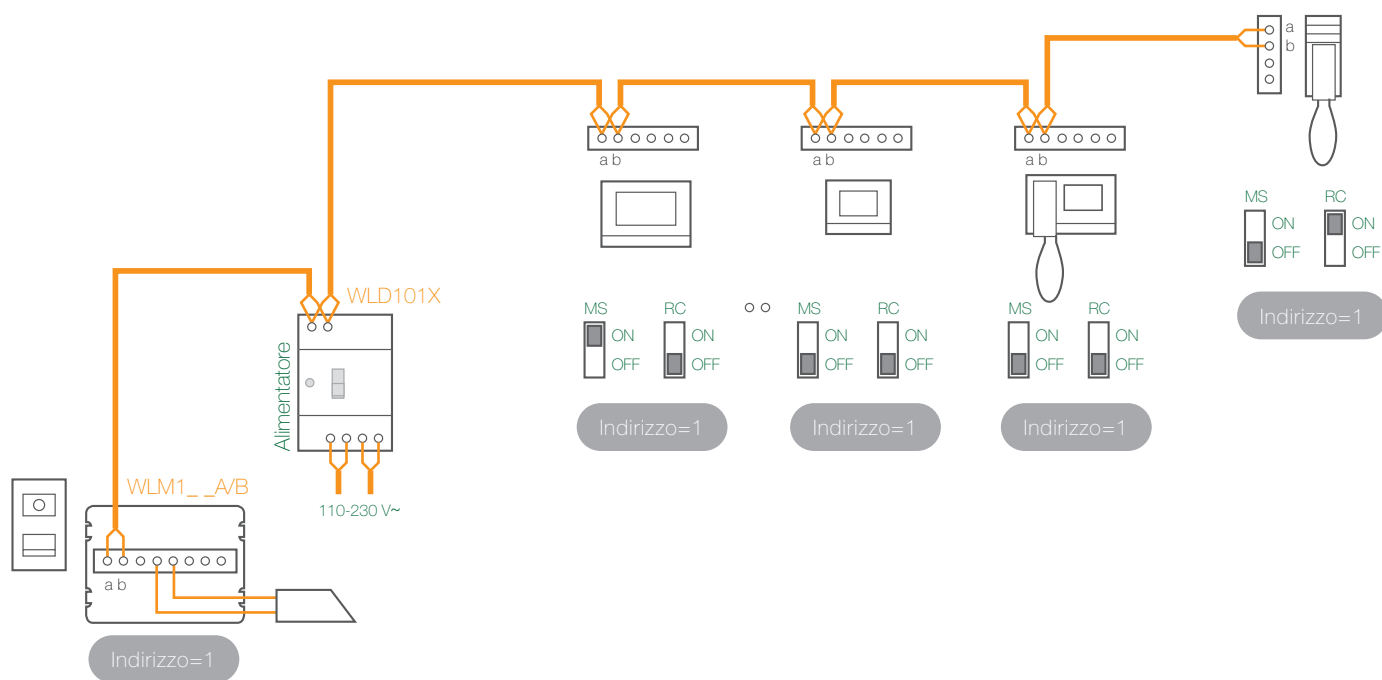 a
b
a b
a b
a b
MS
ON
OFF
RC
ON
OFF
Indirizzo=1
WLD101X
Alimentatore
MS
ON
OFF
RC
ON
OFF
MS
ON
OFF
RC
ON
OFF
MS
ON
OFF
RC
ON
OFF
Indirizzo=1
Indirizzo=1
Indirizzo=1
110-230 V~
WLM1_ _A/B
a b
Indirizzo=1